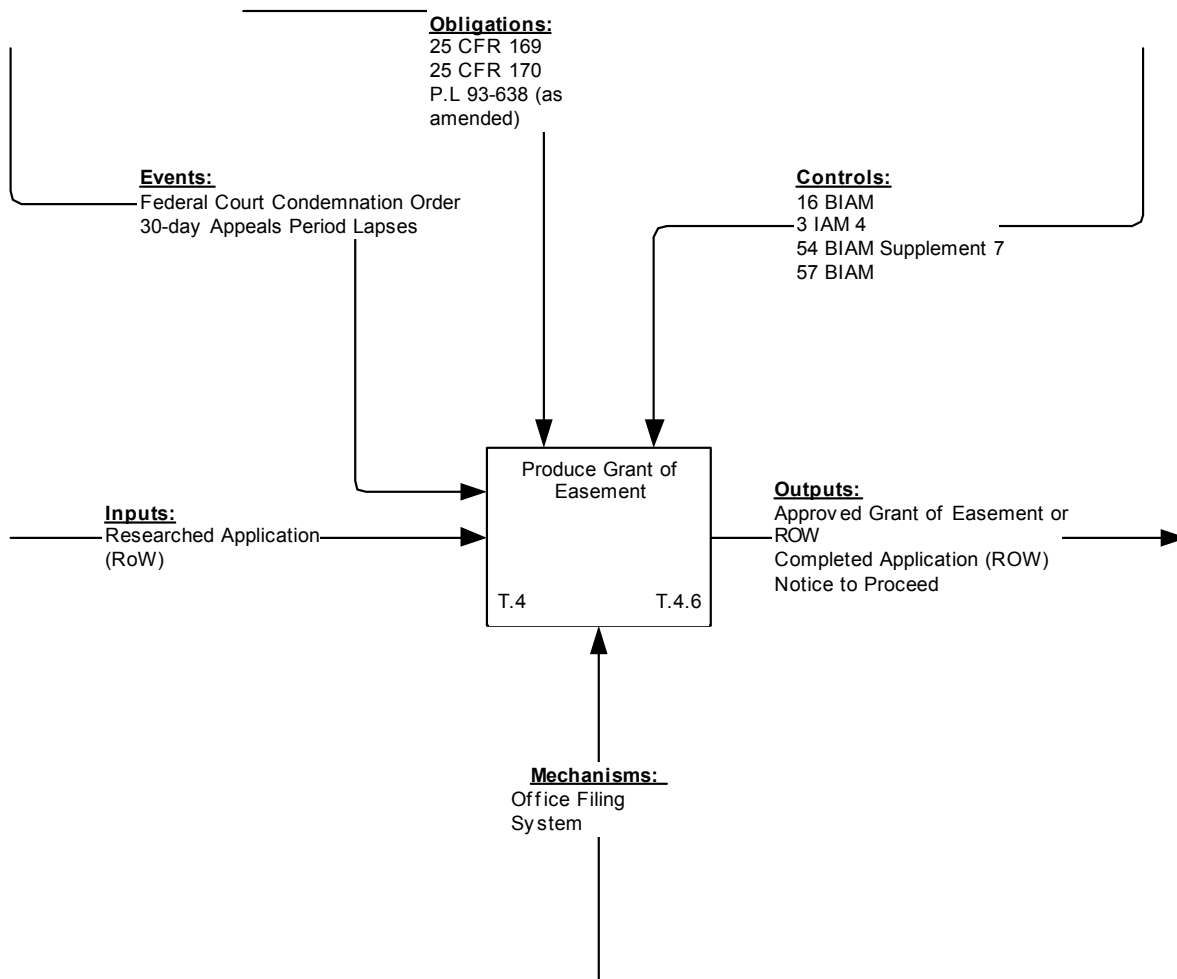 Obligations:
25 CFR 169
25 CFR 170
P.L 93-638 (as
amended)
Events:
Federal Court Condemnation Order
30-day Appeals Period Lapses
Controls:
16 BIAM
3 IAM 4
54 BIAM Supplement 7
57 BIAM
Produce Grant of
Easement
T.4 T.4.6
Inputs:
Researched Application
(RoW)
Outputs:
Approved Grant of Easement or
ROW
Completed Application (ROW)
Notice to Proceed
Mechanisms:
Office Filing
System